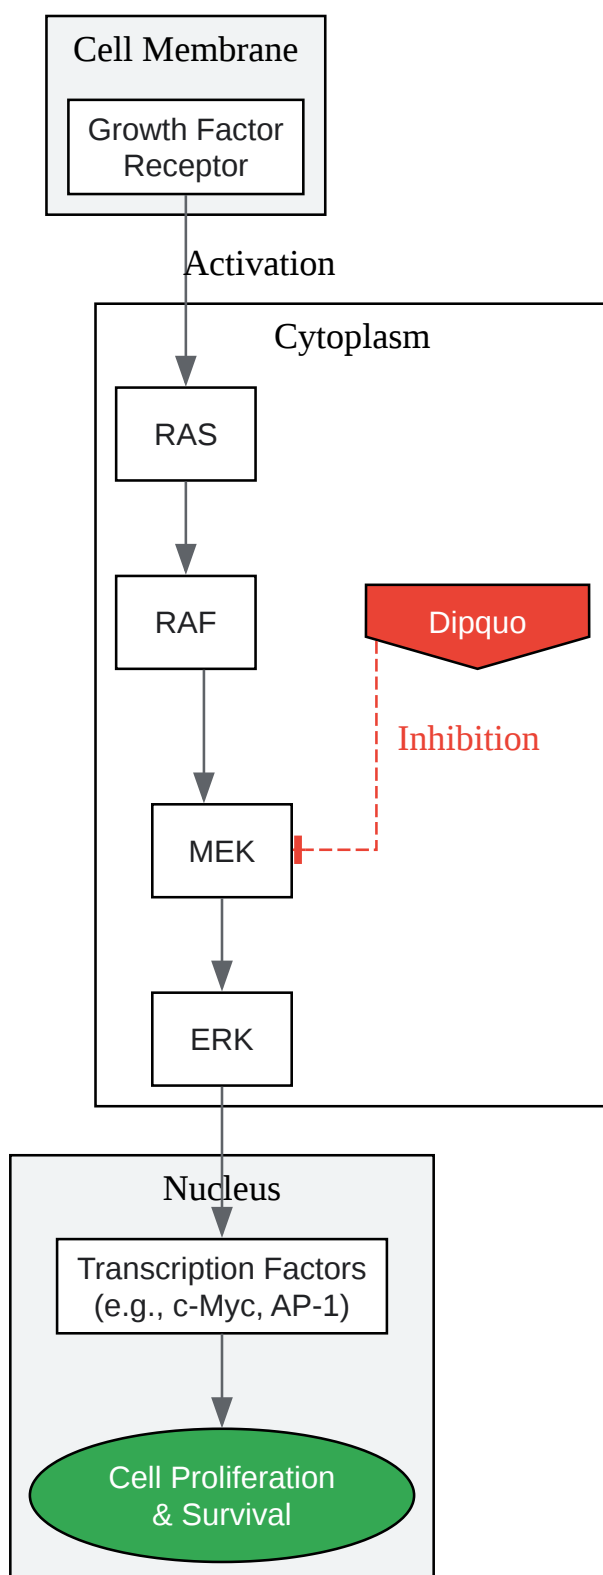 Cell Membrane
Growth Factor
Receptor
Activation
Cytoplasm
RAS
RAF
Dipquo
Inhibition
MEK
ERK
Nucleus
Transcription Factors
(e.g., c-Myc, AP-1)
Cell Proliferation
& Survival